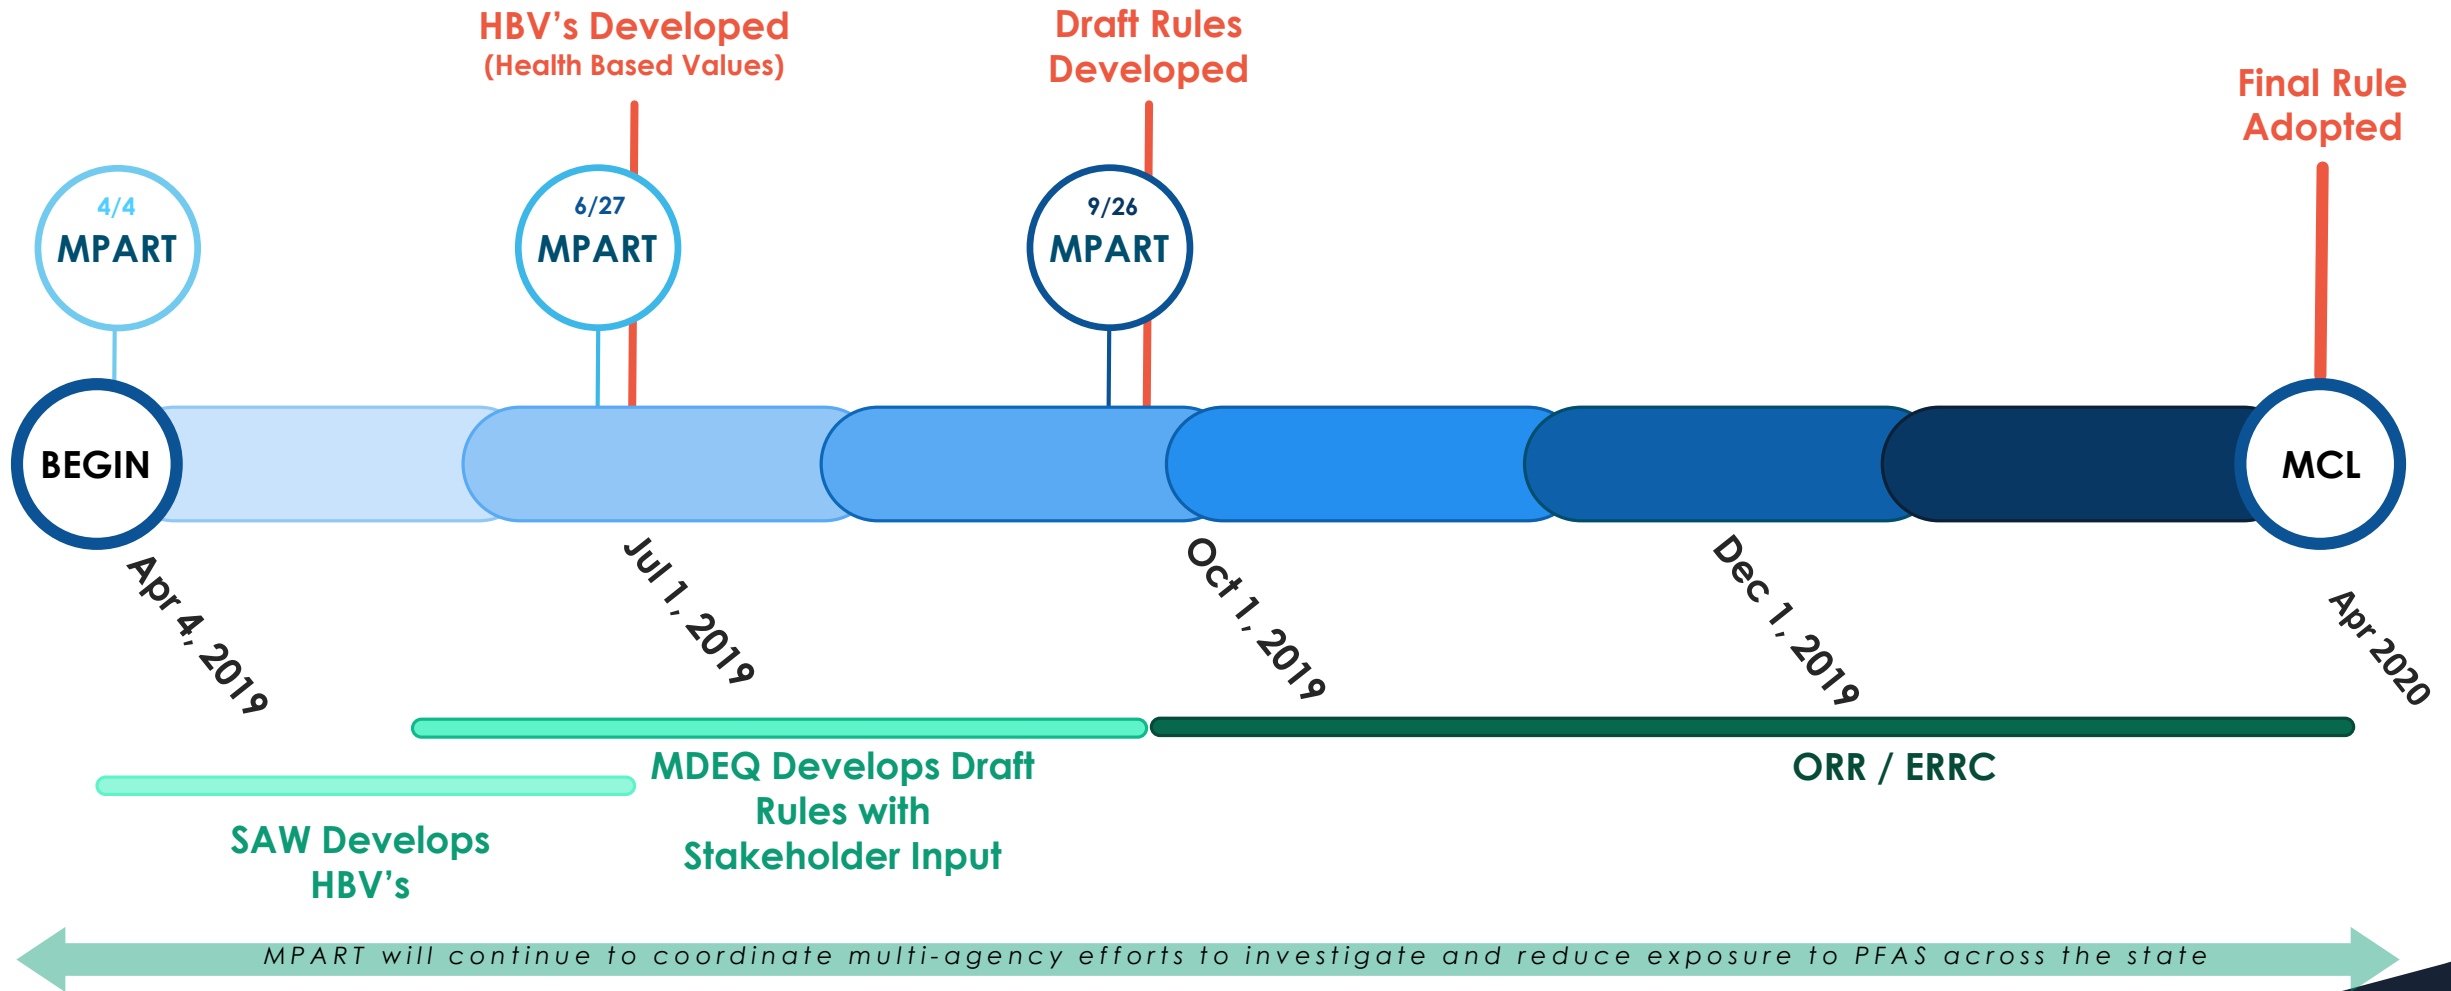 HBV's Developed
(Health Based Values)
Draft Rules
Developed
Final Rule
Adopted
4/4
MPART
6/27
MPART
9/26
MPART
BEGIN
MCL
Apr 4, 2019
Jul 1, 2019
Oct 1, 2019
Dec 1, 2019
Apr 2020
MDEQ Develops Draft
Rules with
Stakeholder Input
ORR / ERRC
SAW Develops
HBV's
MPART will continue to coordinate multi-agency efforts to investigate and reduce exposure to PFAS across the state